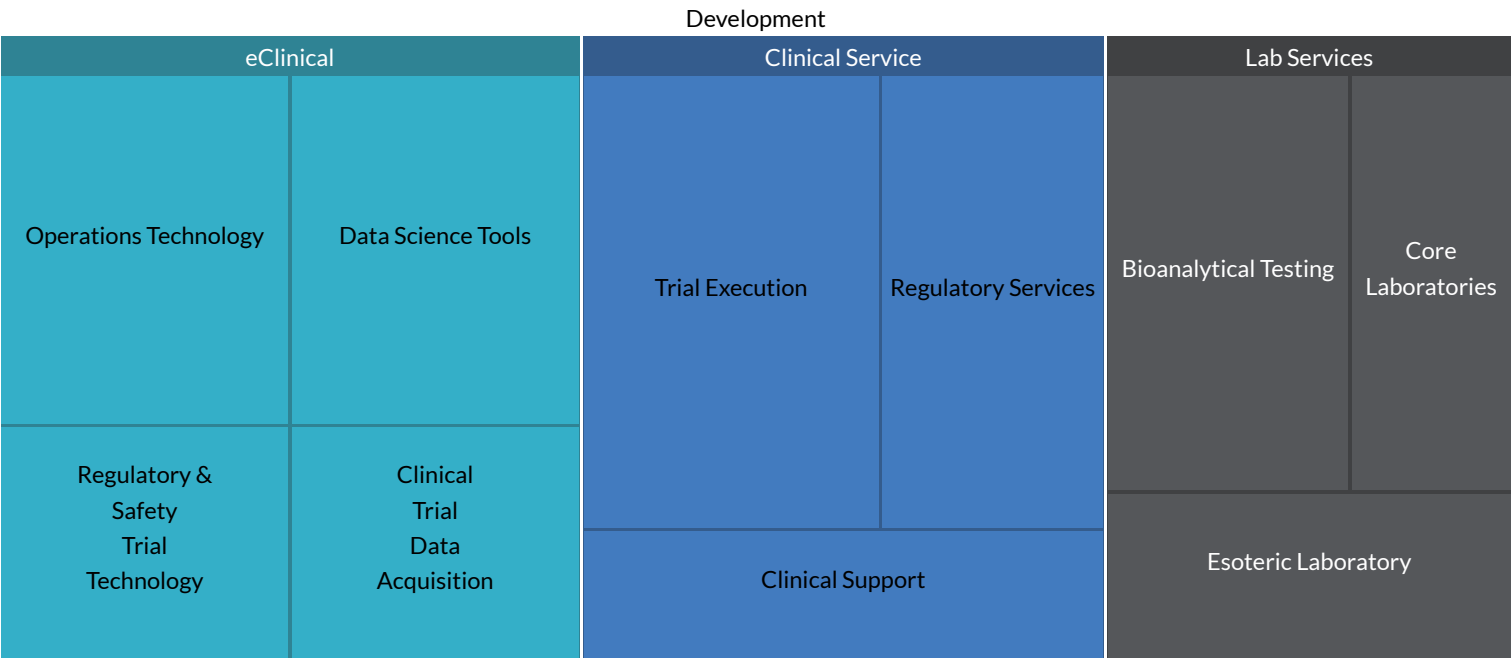 Development
eClinical
Operations Technology
Data Science Tools
Regulatory &
Safety
Trial
Technology
Clinical
Trial
Data
Acquisition
Clinical Service
Trial Execution
Regulatory Services
Clinical Support
Lab Services
Bioanalytical Testing
Core
Laboratories
Esoteric Laboratory